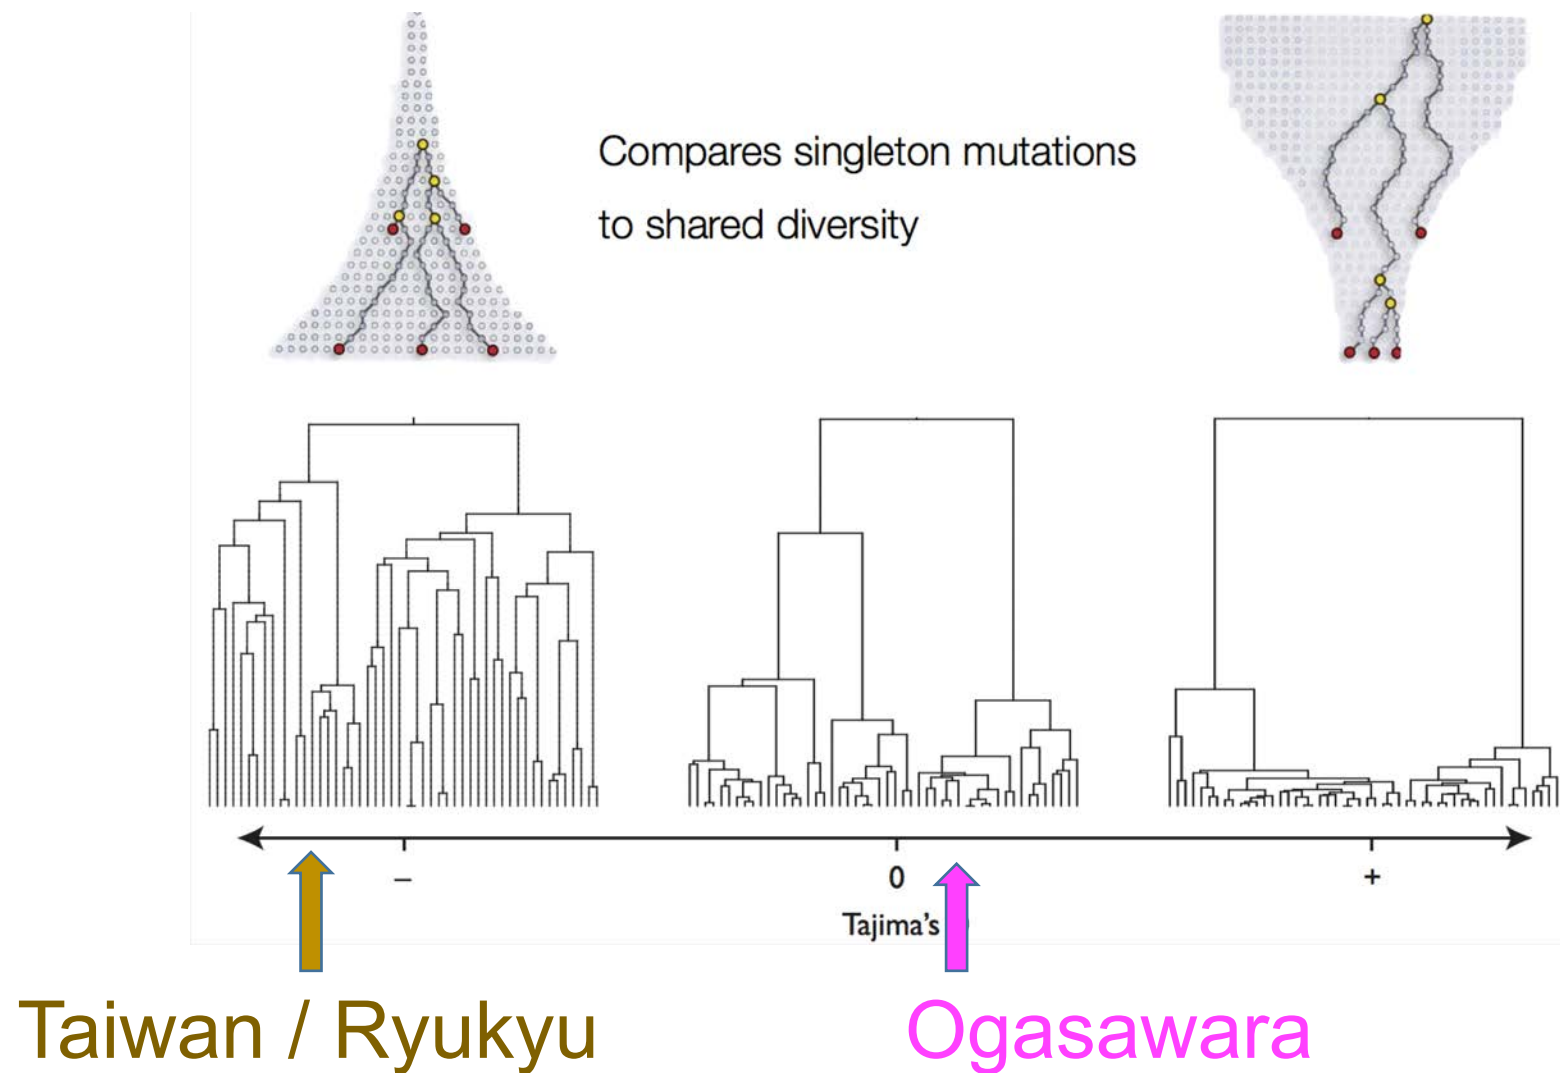 Compares singleton mutations
to shared diversity
– 0 +
Tajima's
Taiwan / Ryukyu
Ogasawara